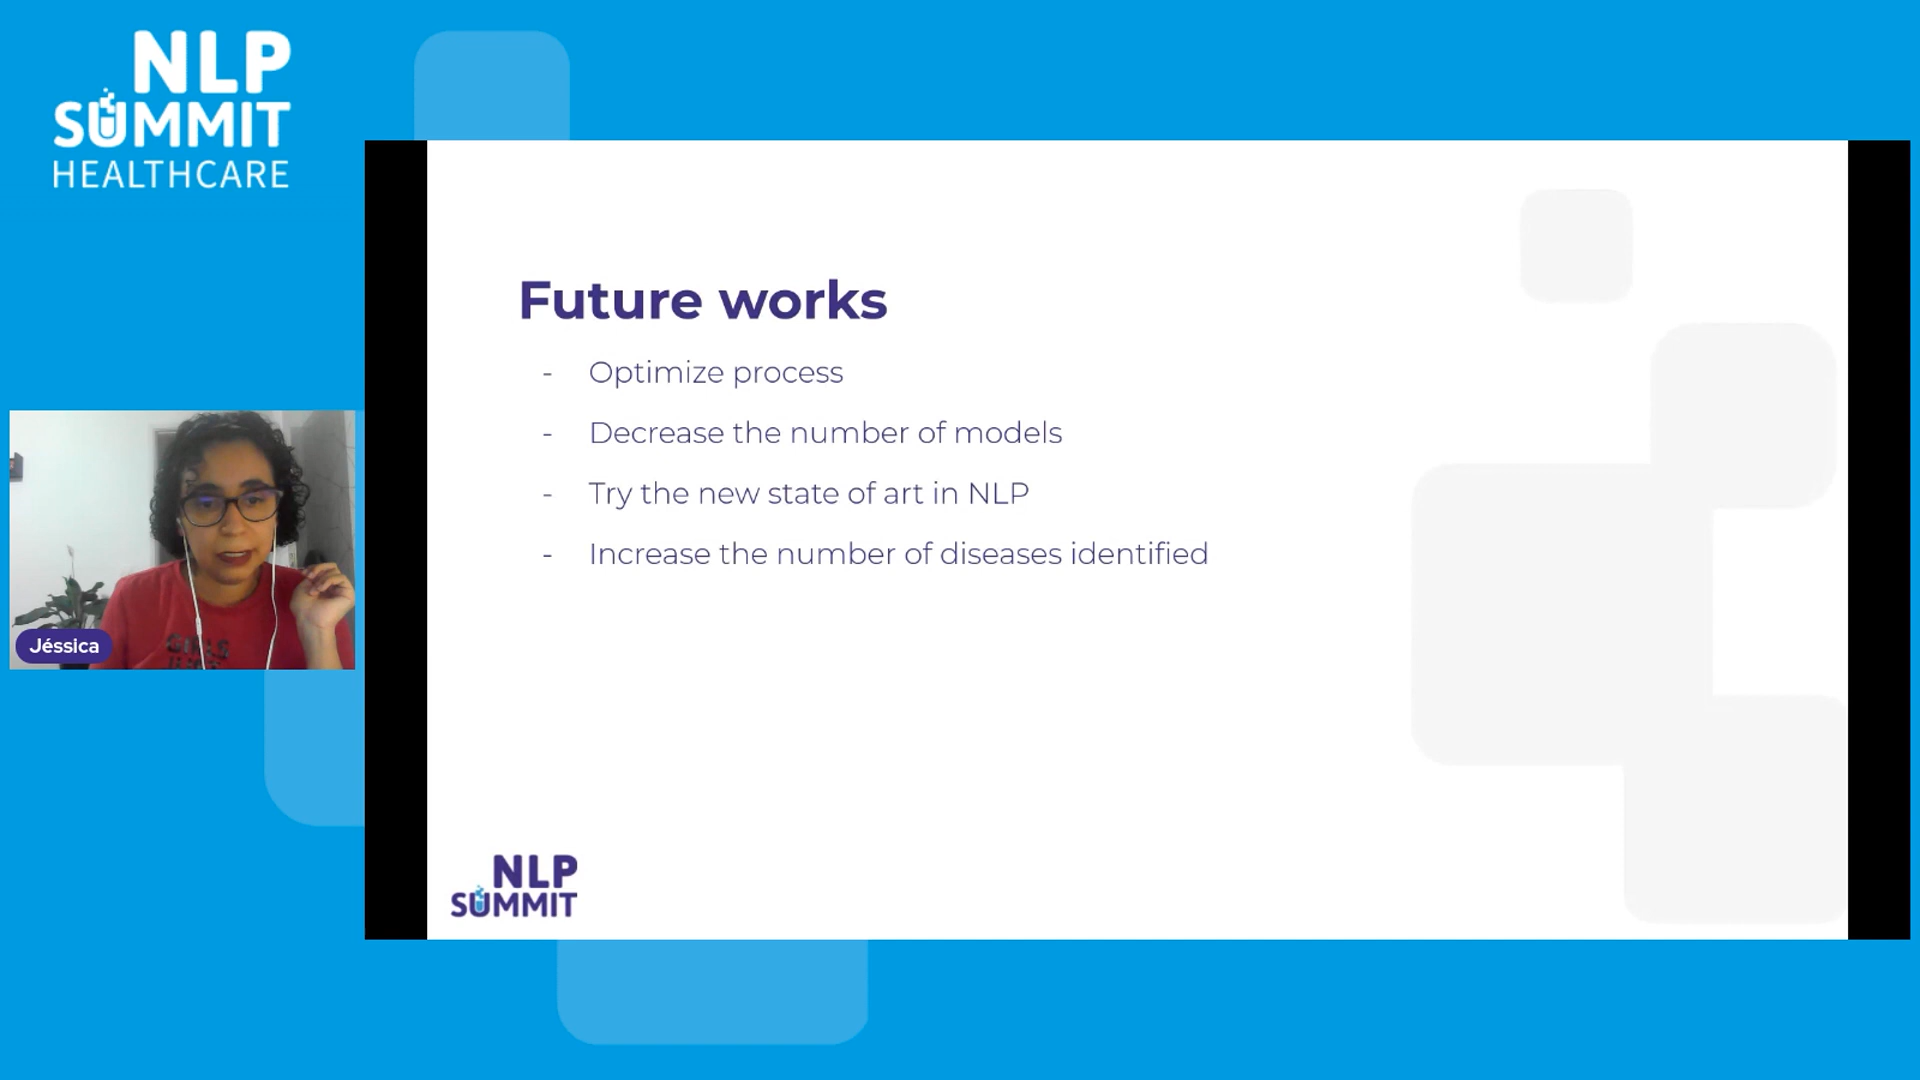 NLP
SUMMIT
HEALTHCARE
Future works
- Optimize process
- Decrease the number of models
- Try the new state of art in NLP
- Increase the number of diseases identified
Jéssica
GIRLS
NLP
SUMMIT